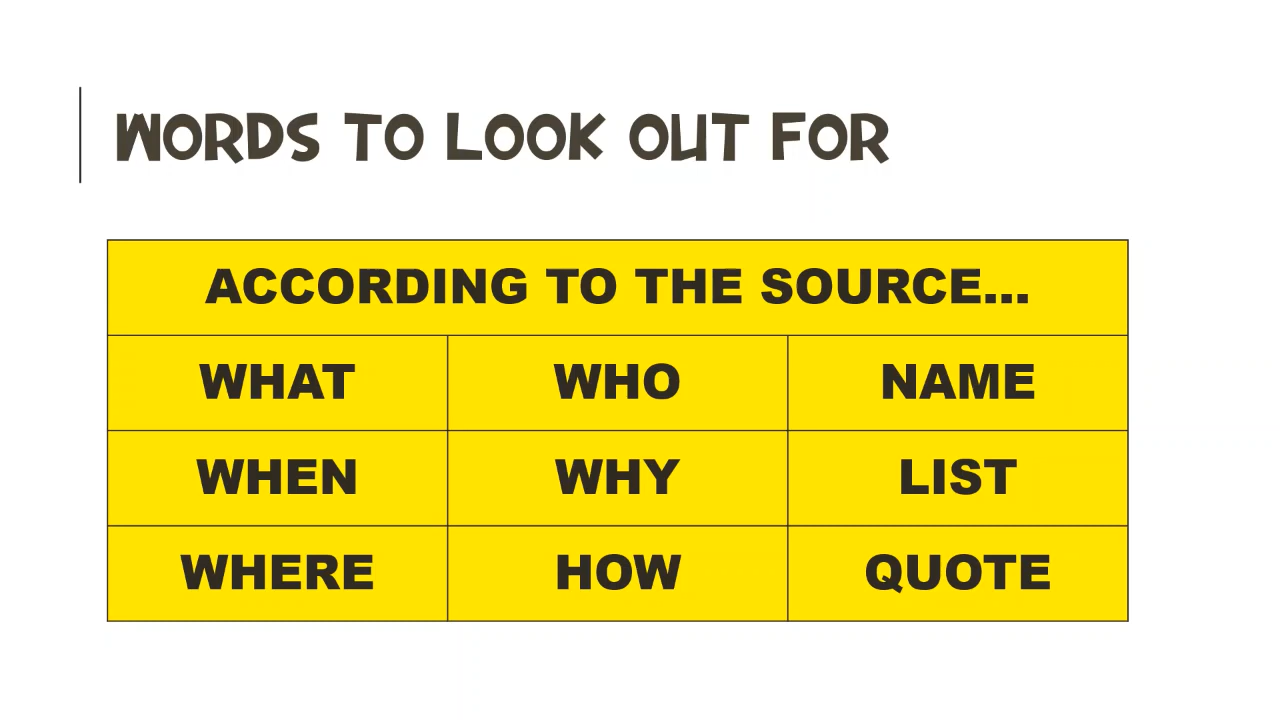 WORDS TO LOOK OUT FOR
ACCORDING TO THE SOURCE...
WHAT WHO NAME
WHEN WHY LIST
WHERE HOW QUOTE